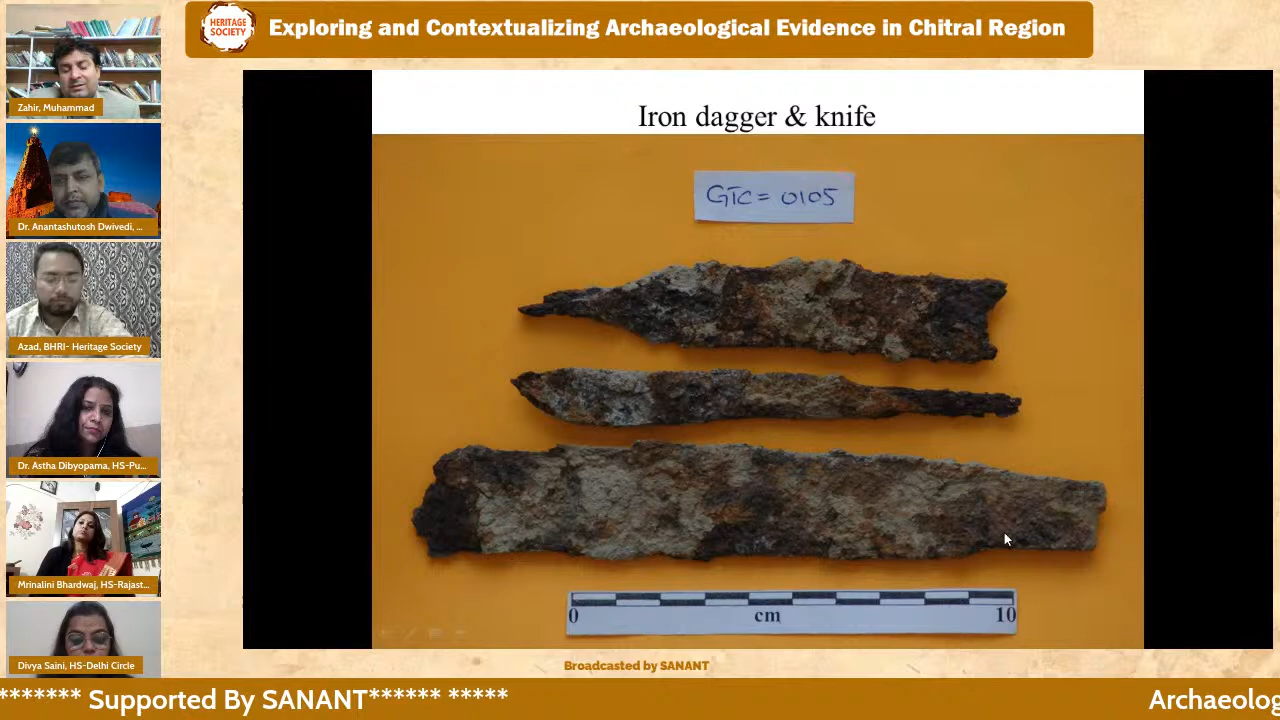 HERITAGE
SOCIETY
Exploring and Contextualizing Archaeological Evidence in Chitral Region
Zahir, Muhammad
Dr. Anantashutosh Dwivedi, ...
Azad, BHRI- Heritage Society
Dr. Astha Dibyopama, HS-Pu...
Mrinalini Bhardwaj, HS-Rajast...
Divya Saini, HS-Delhi Circle
Iron dagger & knife
GTC = 0105
0 cm 10
Broadcasted by SANANT
******* Supported By SANANT****** ***** Archaeolog